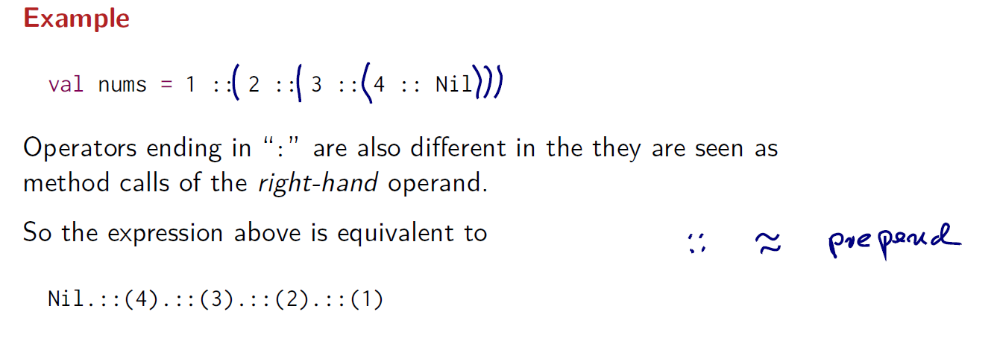 Example
val nums = 1 ::( 2 ::( 3 ::(4 :: Nil)))
Operators ending in “:” are also different in the they are seen as
method calls of the right-hand operand.
So the expression above is equivalent to
:: ≈ prepend
Nil.::(4).::(3).::(2).::(1)